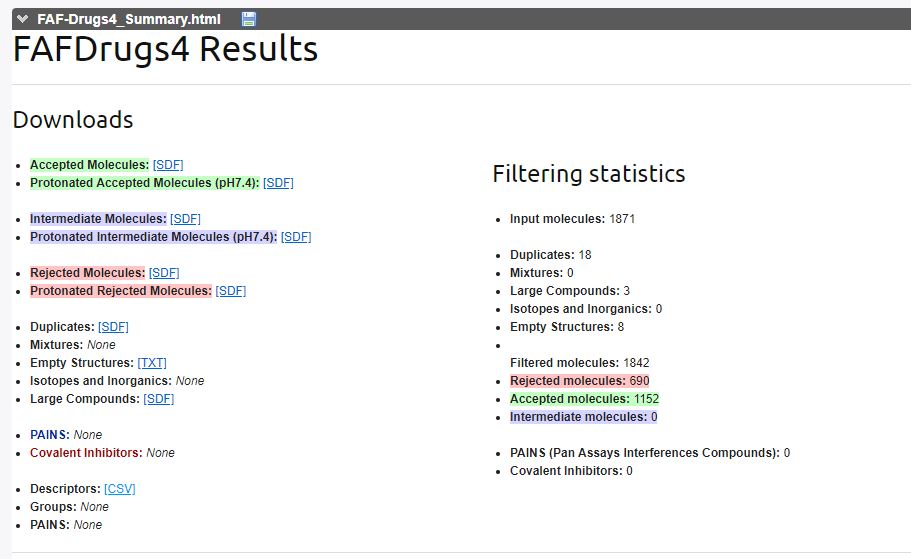 FAF-Drugs4_Summary.html
FAFDrugs4 Results
Downloads
Accepted Molecules: [SDF]
Protonated Accepted Molecules (pH7.4): [SDF]
Intermediate Molecules: [SDF]
Protonated Intermediate Molecules (pH7.4): [SDF]
Rejected Molecules: [SDF]
Protonated Rejected Molecules: [SDF]
Duplicates: [SDF]
Mixtures: None
Empty Structures: [TXT]
Isotopes and Inorganics: None
Large Compounds: [SDF]
PAINS: None
Covalent Inhibitors: None
Descriptors: [CSV]
Groups: None
PAINS: None
Filtering statistics
Input molecules: 1871
Duplicates: 18
Mixtures: 0
Large Compounds: 3
Isotopes and Inorganics: 0
Empty Structures: 8
Filtered molecules: 1842
Rejected molecules: 690
Accepted molecules: 1152
Intermediate molecules: 0
PAINS (Pan Assays Interferences Compounds): 0
Covalent Inhibitors: 0